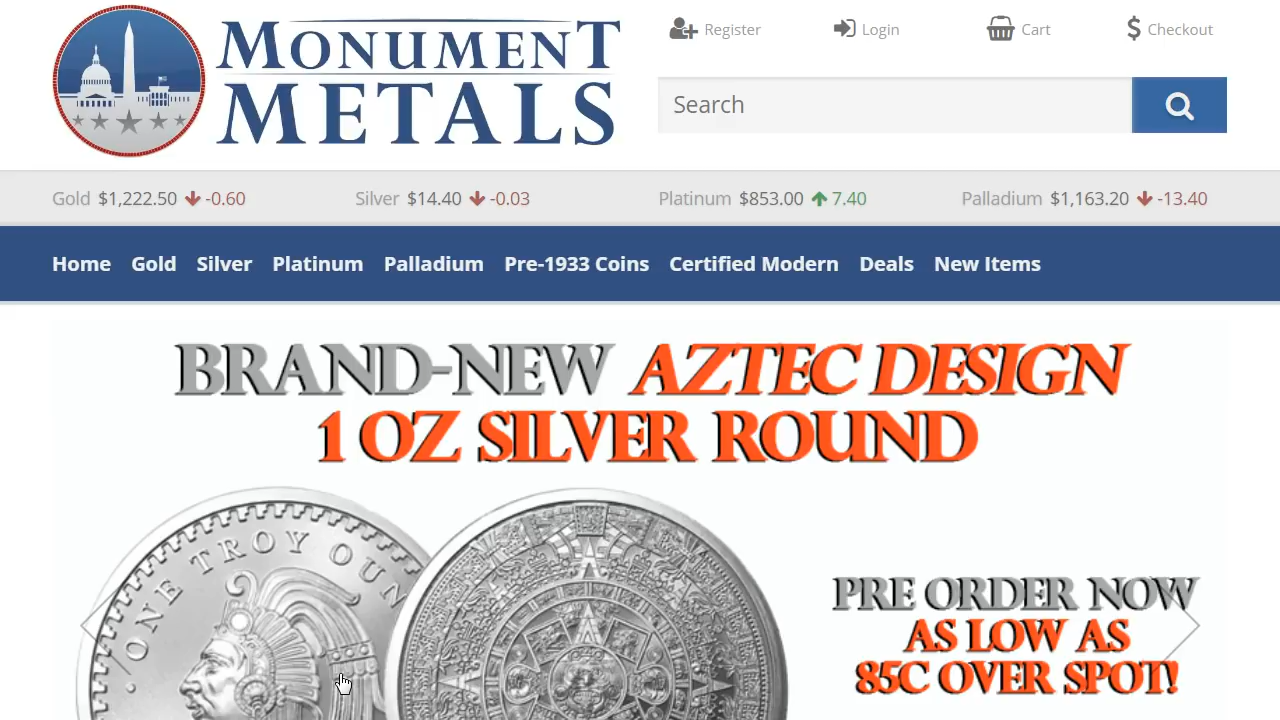 MONUMENT
METALS
Register
Login
Cart
Checkout
Search
Gold $1,222.50 -0.60
Silver $14.40 -0.03
Platinum $853.00 7.40
Palladium $1,163.20 -13.40
Home Gold Silver Platinum Palladium Pre-1933 Coins Certified Modern Deals New Items
BRAND-NEW AZTEC DESIGN
1 OZ SILVER ROUND
ONE TROY OUN
PRE ORDER NOW
AS LOW AS
85C OVER SPOT!